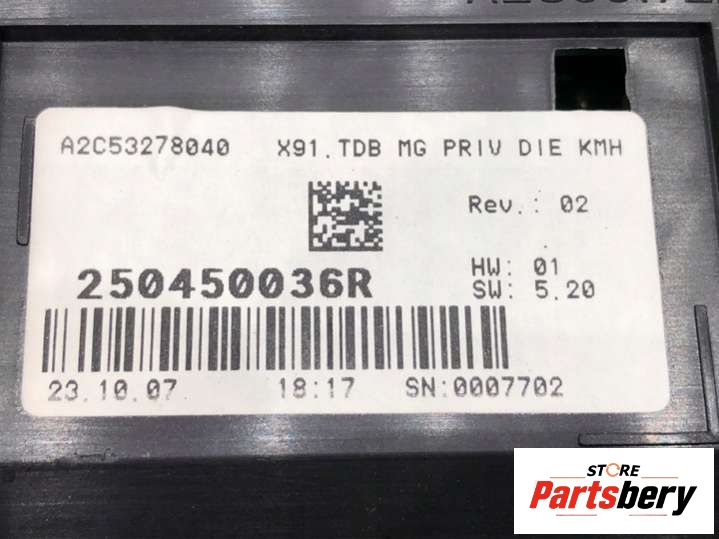 A2C53278040 X91.TDB MG PRIV DIE KMH
Rev.: 02
HW: 01
250450036R
SW: 5.20
23.10.07 18:17 SN:0007702
STORE
Partsbery